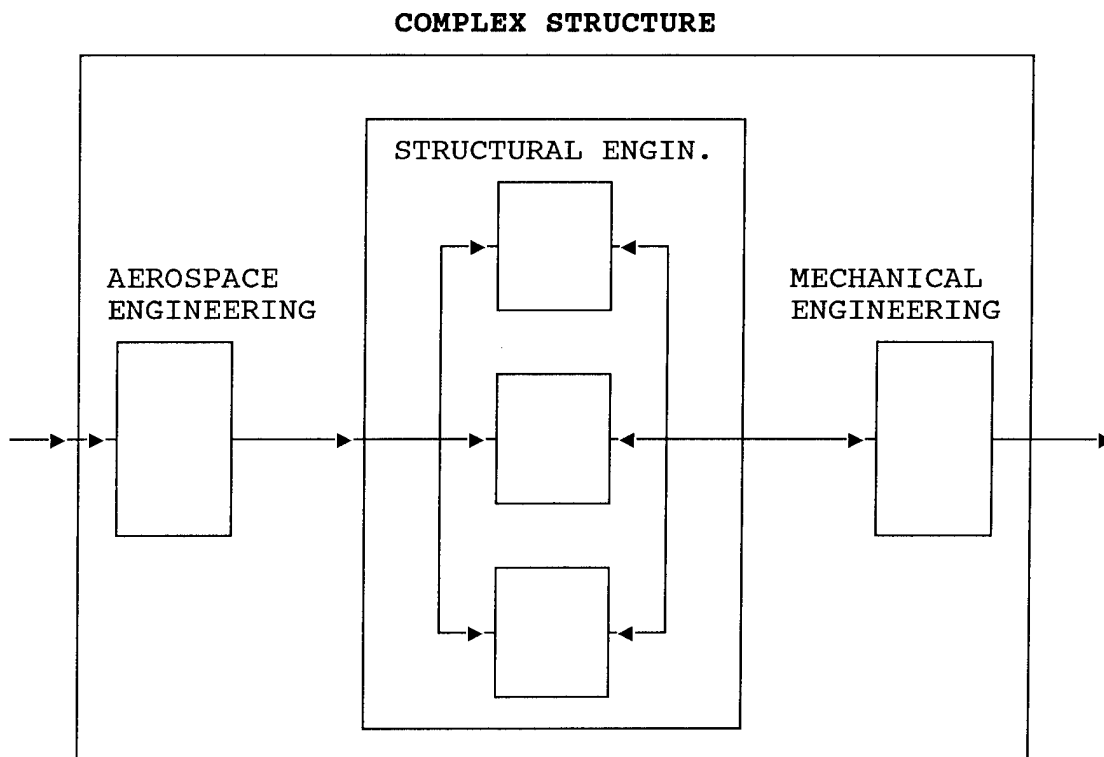 COMPLEX STRUCTURE
STRUCTURAL ENGIN.
AEROSPACE
ENGINEERING
MECHANICAL
ENGINEERING